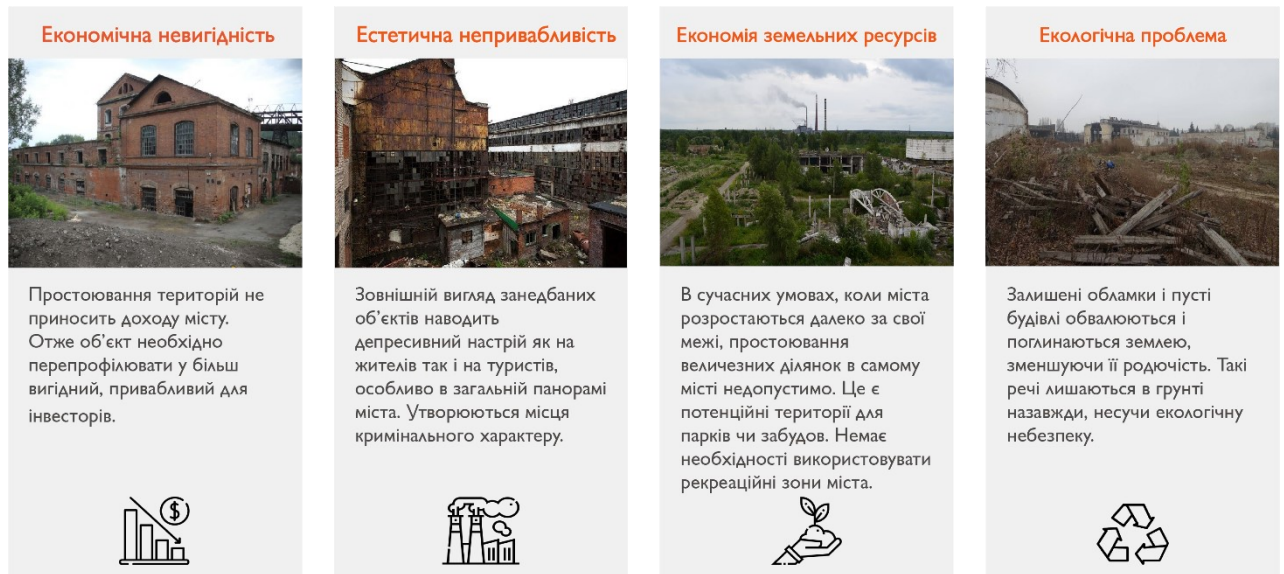 Економічна невигідність
Простоювання територій не
приносить доходу місту.
Отже об’єкт необхідно
перепрофілювати у більш
вигідний, привабливий для
інвесторів.
Естетична непривабливість
Зовнішній вигляд занедбаних
об’єктів наводить
депресивний настрій як на
жителів так і на туристів,
особливо в загальній панорамі
міста. Утворюються місця
кримінального характеру.
Економія земельних ресурсів
В сучасних умовах, коли міста
розростаються далеко за свої
межі, простоювання
величезних ділянок в самому
місті недопустимо. Це є
потенційні території для
парків чи забудов. Немає
необхідності використовувати
рекреаційні зони міста.
Екологічна проблема
Залишені обламки і пусті
будівлі обвалюються і
поглинаються землею,
зменшуючи її родючість. Такі
речі лишаються в грунті
назавжди, несучи екологічну
небезпеку.
$